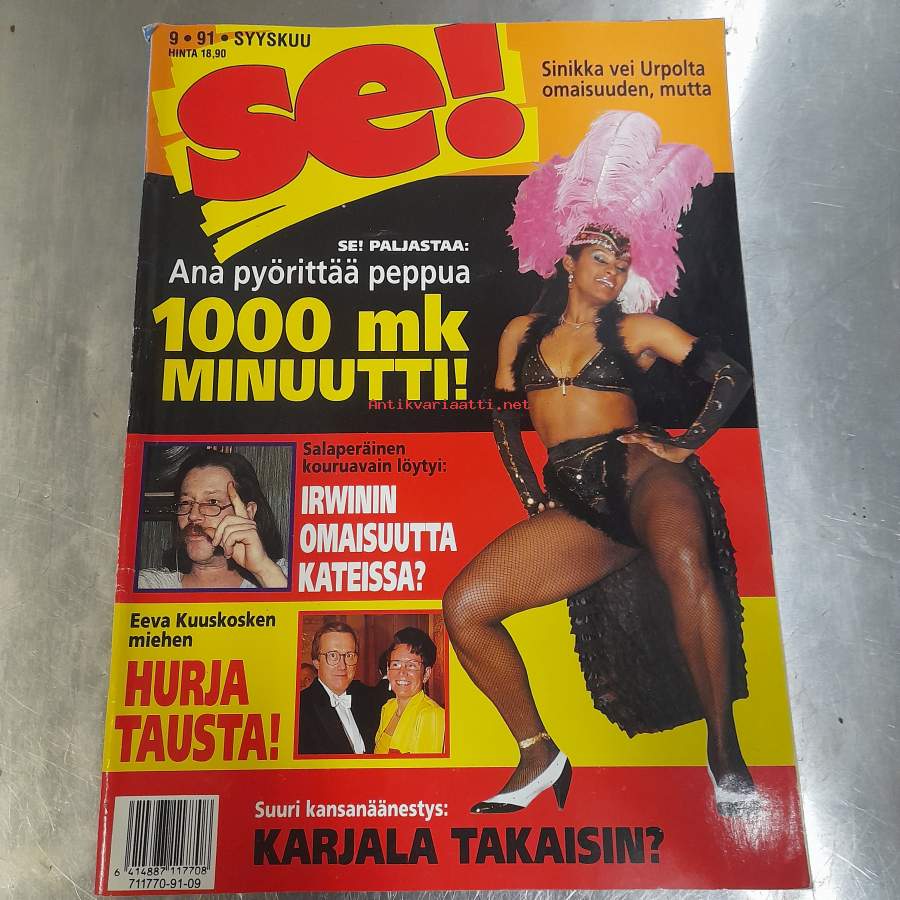 9 • 91 • SYYSKUU
HINTA 18,90
se!
Sinikka vei Urpolta
omaisuuden, mutta
SE! PALJASTAA:
Ana pyörittää peppua
1000 mk
MINUUTTI!
Antikvariaatti.net
Salaperäinen
kouruavain löytyi:
IRWININ
OMAISUUTTA
KATEISSA?
Eeva Kuuskosken
miehen
HURJA
TAUSTA!
Suuri kansanäänestys:
KARJALA TAKAISIN?
6 414887 117708
711770-91-09